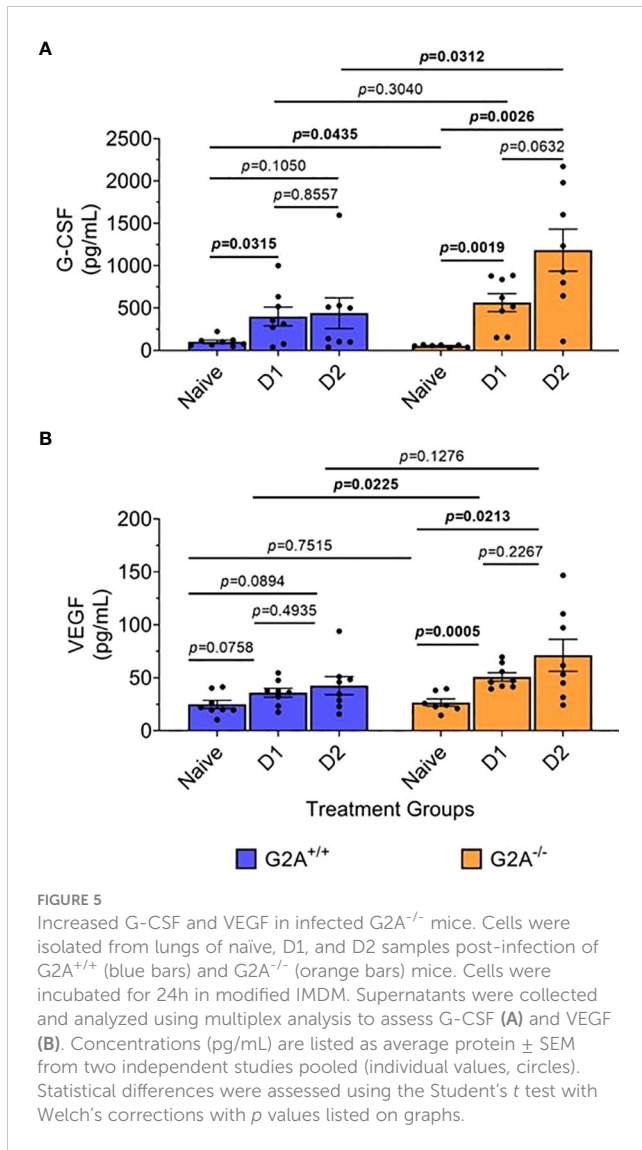 A
p=0.0312
p=0.3040
p=0.0026
p=0.0435
p=0.0632
p=0.1050
p=0.8557
p=0.0315
p=0.0019
G-CSF
(pg/mL)
2500
2000
1500
1000
500
0
Naive
D1
D2
Naive
D1
D2
B
p=0.1276
p=0.0225
p=0.0213
p=0.7515
p=0.2267
p=0.0894
p=0.4935
p=0.0758
p=0.0005
VEGF
(pg/mL)
200
150
100
50
0
Naive
D1
D2
Naive
D1
D2
Treatment Groups
G2A+/+
G2A-/-
FIGURE 5
Increased G-CSF and VEGF in infected G2A-/- mice. Cells were
isolated from lungs of naïve, D1, and D2 samples post-infection of
G2A+/+ (blue bars) and G2A-/- (orange bars) mice. Cells were
incubated for 24h in modified IMDM. Supernatants were collected
and analyzed using multiplex analysis to assess G-CSF (A) and VEGF
(B). Concentrations (pg/mL) are listed as average protein ± SEM
from two independent studies pooled (individual values, circles).
Statistical differences were assessed using the Student's t test with
Welch's corrections with p values listed on graphs.